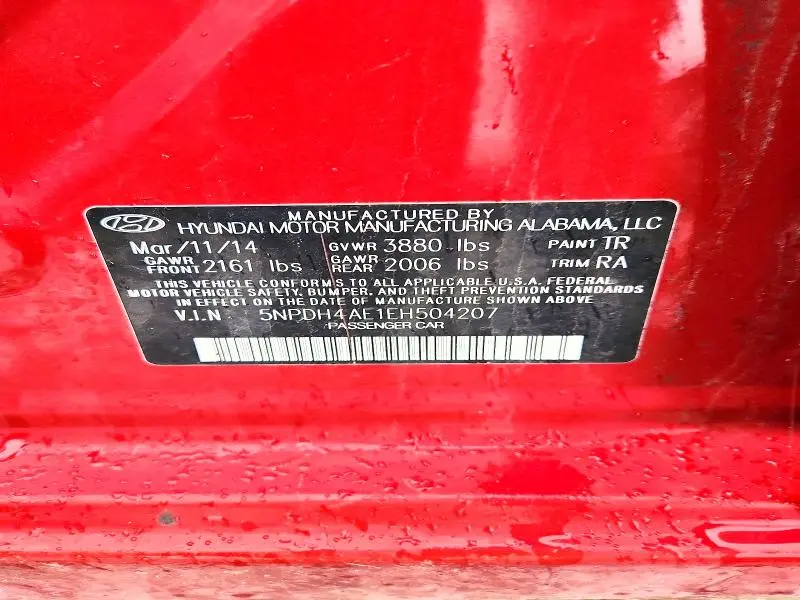 MANUFACTURED BY
HYUNDAI MOTOR MANUFACTURING ALABAMA, LLC
Mar/11/14 GVWR 3880 lbs PAINT TR
GAWR FRONT 2161 lbs GAWR REAR 2006 lbs TRIM RA
THIS VEHICLE CONFORMS TO ALL APPLICABLE U.S.A. FEDERAL
MOTOR VEHICLE SAFETY, BUMPER, AND THEFT PREVENTION STANDARDS
IN EFFECT ON THE DATE OF MANUFACTURE SHOWN ABOVE
V.I.N 5NPDH4AE1EH504207
PASSENGER CAR